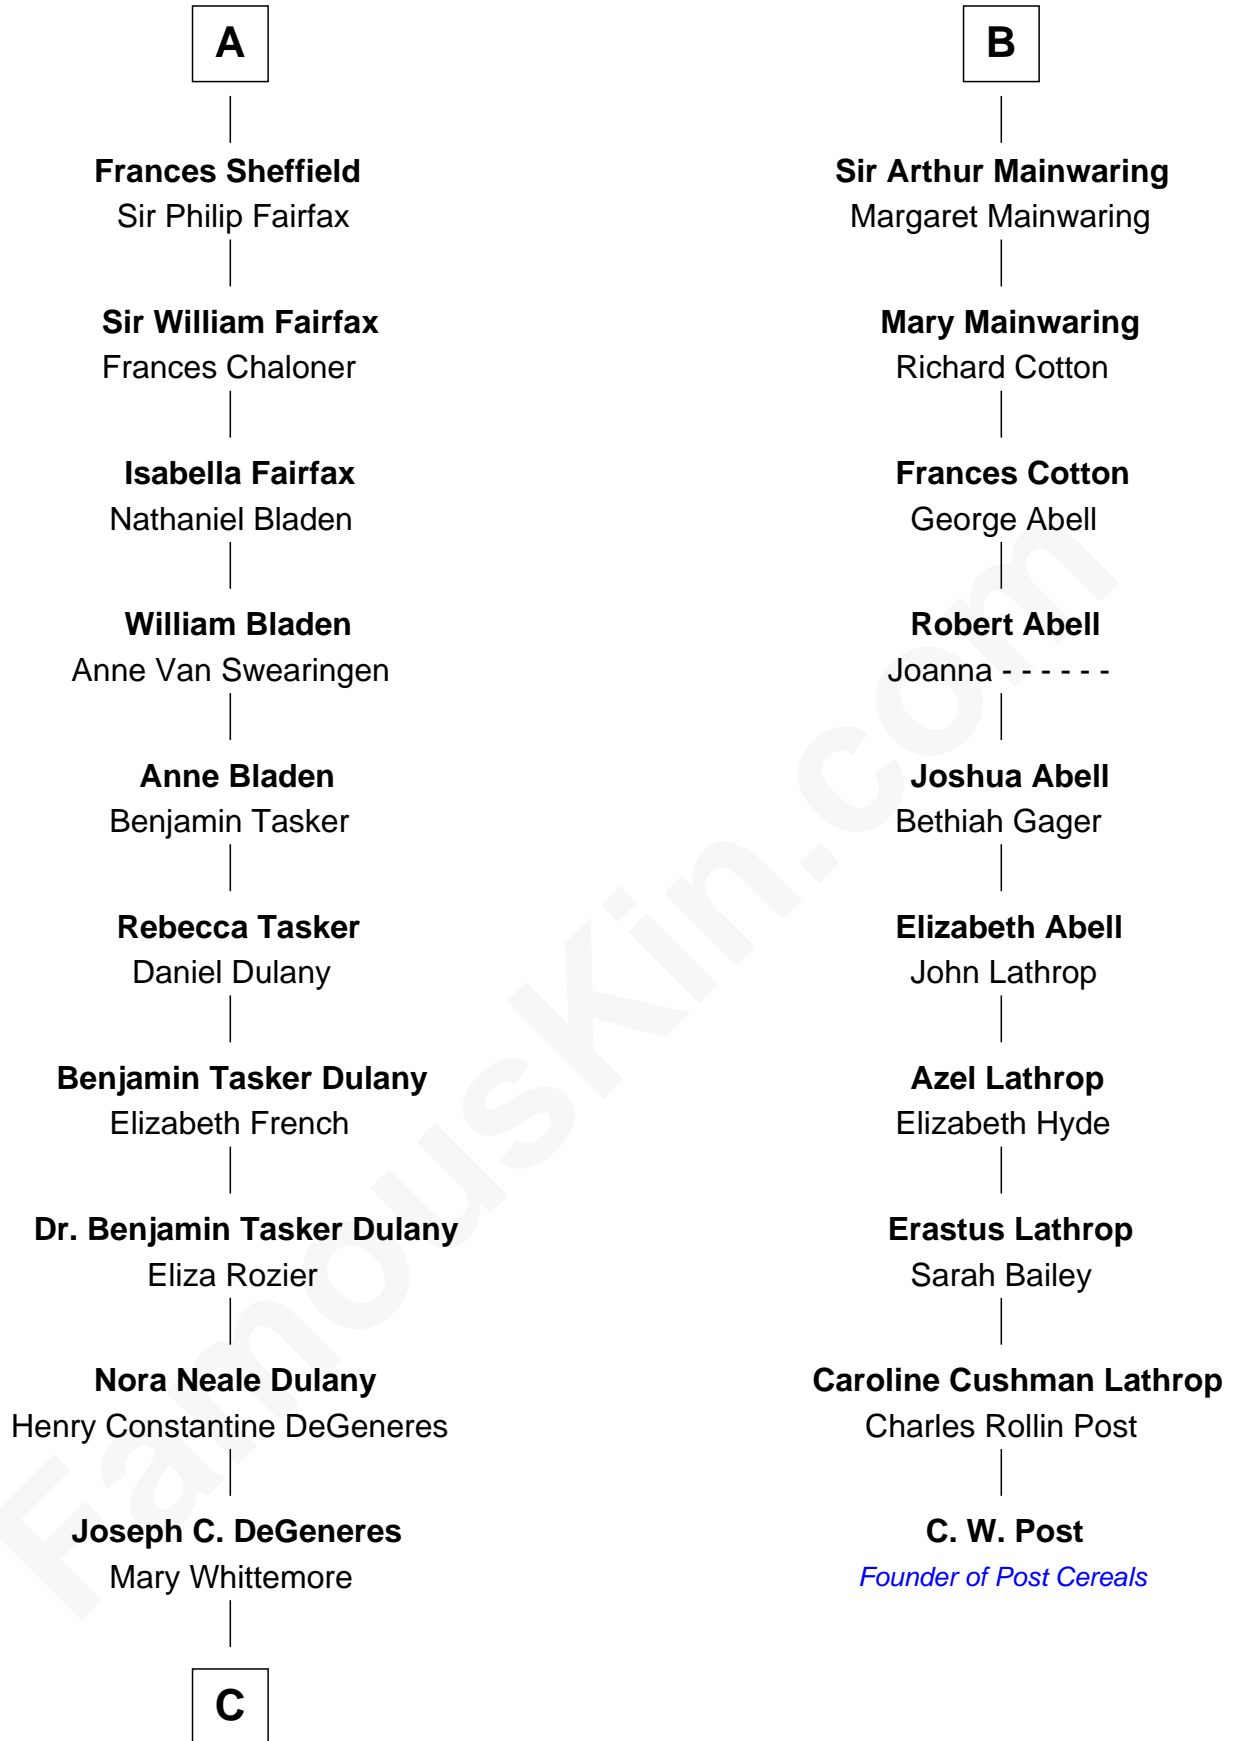 A
Frances Sheffield
Sir Philip Fairfax
Sir William Fairfax
Frances Chaloner
Isabella Fairfax
Nathaniel Bladen
William Bladen
Anne Van Swearingen
Anne Bladen
Benjamin Tasker
Rebecca Tasker
Daniel Dulany
Benjamin Tasker Dulany
Elizabeth French
Dr. Benjamin Tasker Dulany
Eliza Rozier
Nora Neale Dulany
Henry Constantine DeGeneres
Joseph C. DeGeneres
Mary Whittemore
C
B
Sir Arthur Mainwaring
Margaret Mainwaring
Mary Mainwaring
Richard Cotton
Frances Cotton
George Abell
Robert Abell
Joanna - - - - - -
Joshua Abell
Bethiah Gager
Elizabeth Abell
John Lathrop
Azel Lathrop
Elizabeth Hyde
Erastus Lathrop
Sarah Bailey
Caroline Cushman Lathrop
Charles Rollin Post
C. W. Post
Founder of Post Cereals
FamousKin.com